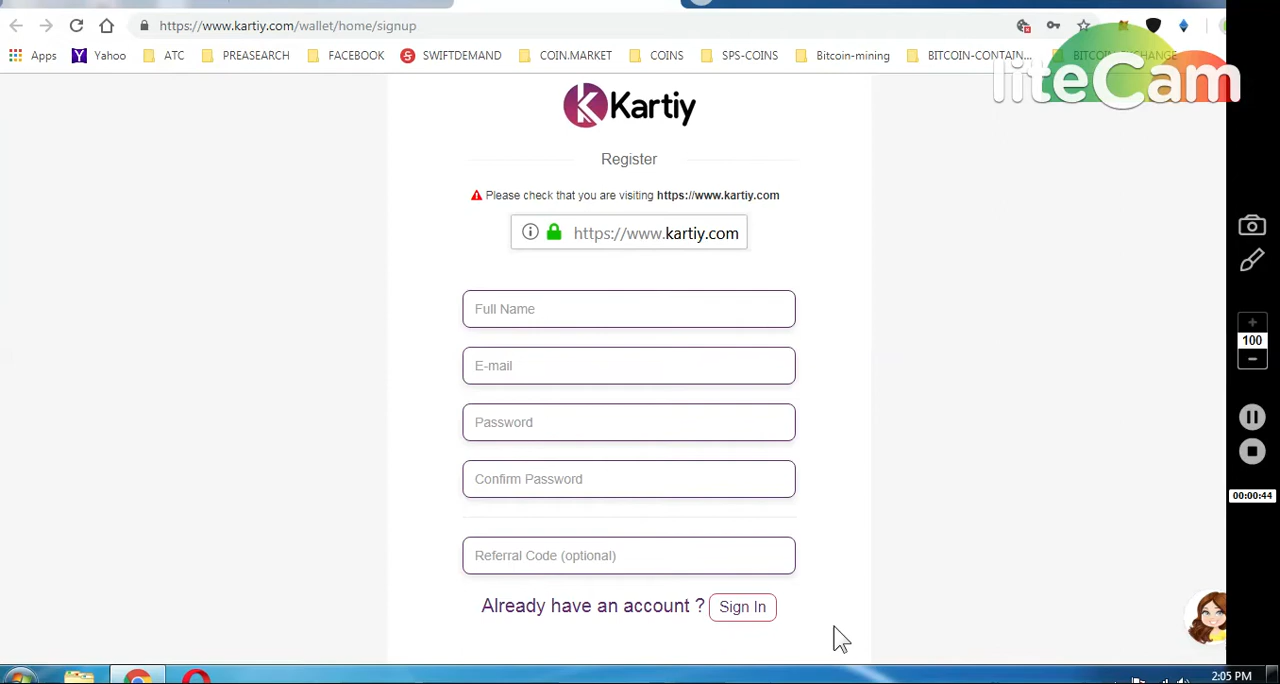 https://www.kartiy.com/wallet/home/signup
Apps Yahoo ATC PREASEARCH FACEBOOK SWIFTDEMAND COIN.MARKET COINS SPS-COINS Bitcoin-mining BITCOIN-CONTAIN... BITCOIN EXCHANGE
liteCam
Kartiy
Register
Please check that you are visiting https://www.kartiy.com
https://www.kartiy.com
Full Name
E-mail
Password
100
Confirm Password
00:00:44
Referral Code (optional)
Already have an account ? Sign In
2:05 PM